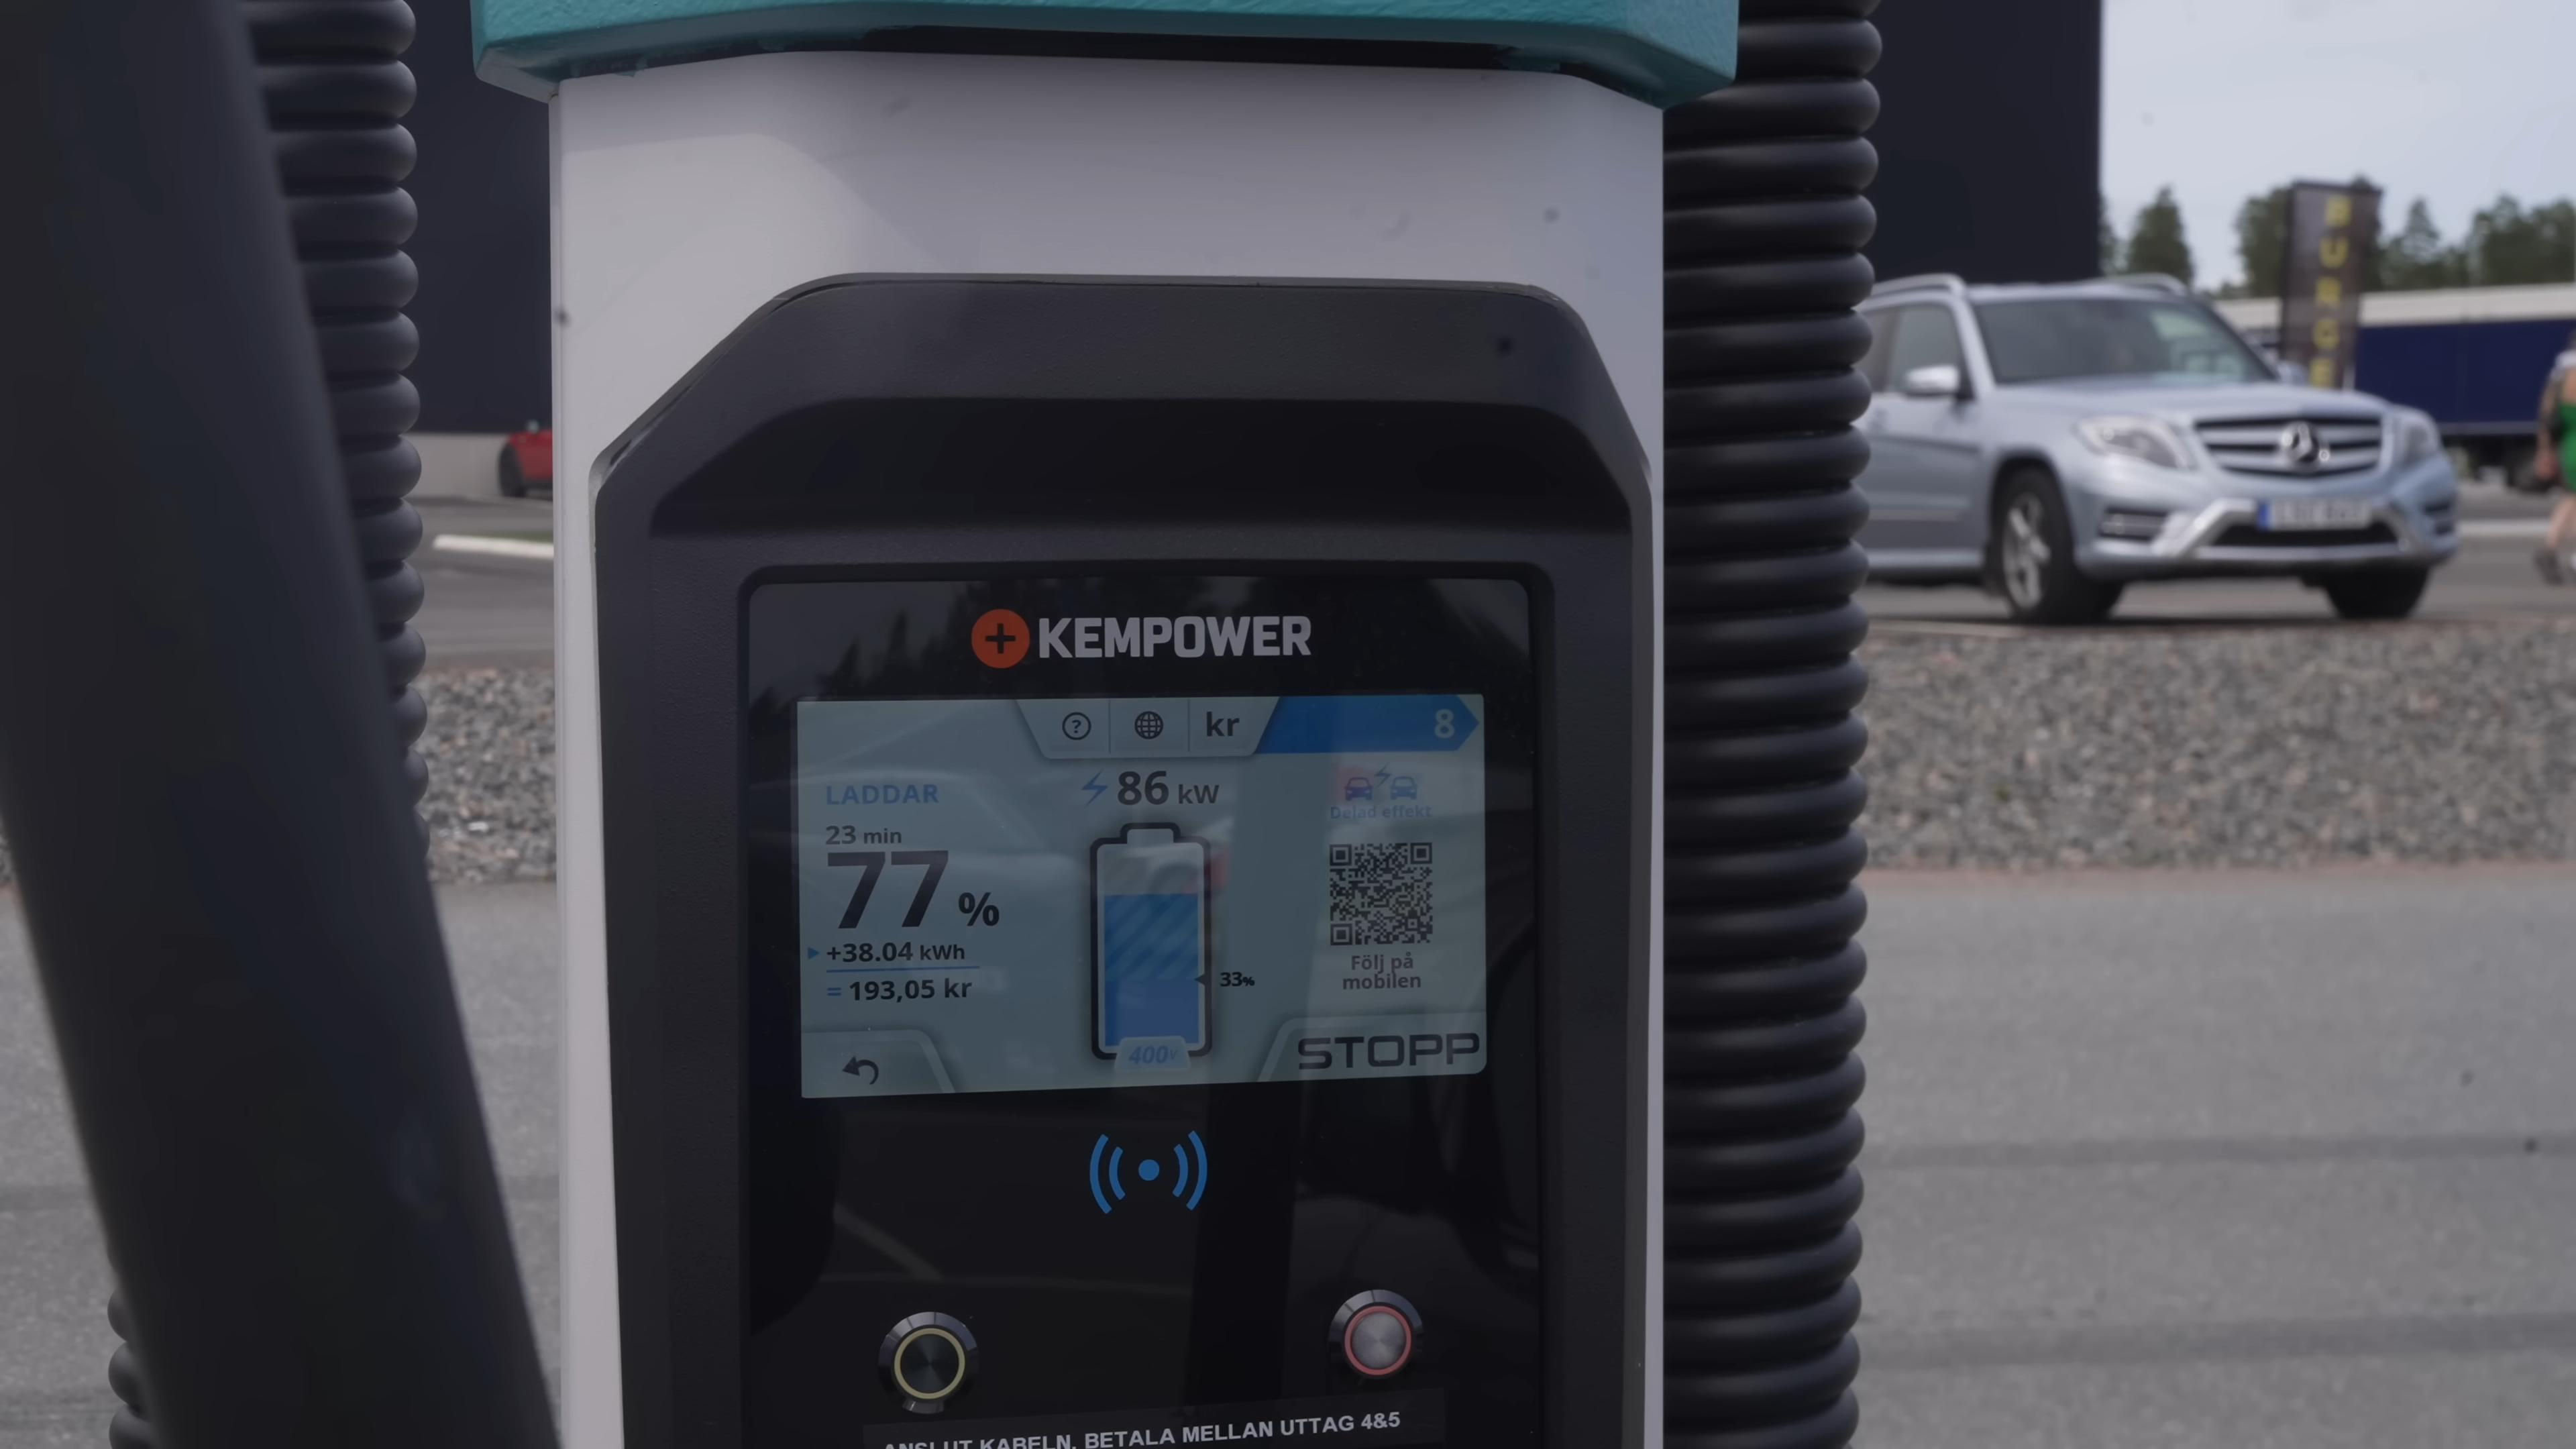 BURGE
KEMPOWER
kr
8
LADDAR
86 kW
Delad effekt
23 min
77 %
+38.04 kWh
= 193,05 kr
33%
Följ på
mobilen
400V
STOPP
ANSLUT KABELN, BETALA MELLAN UTTAG 4&5